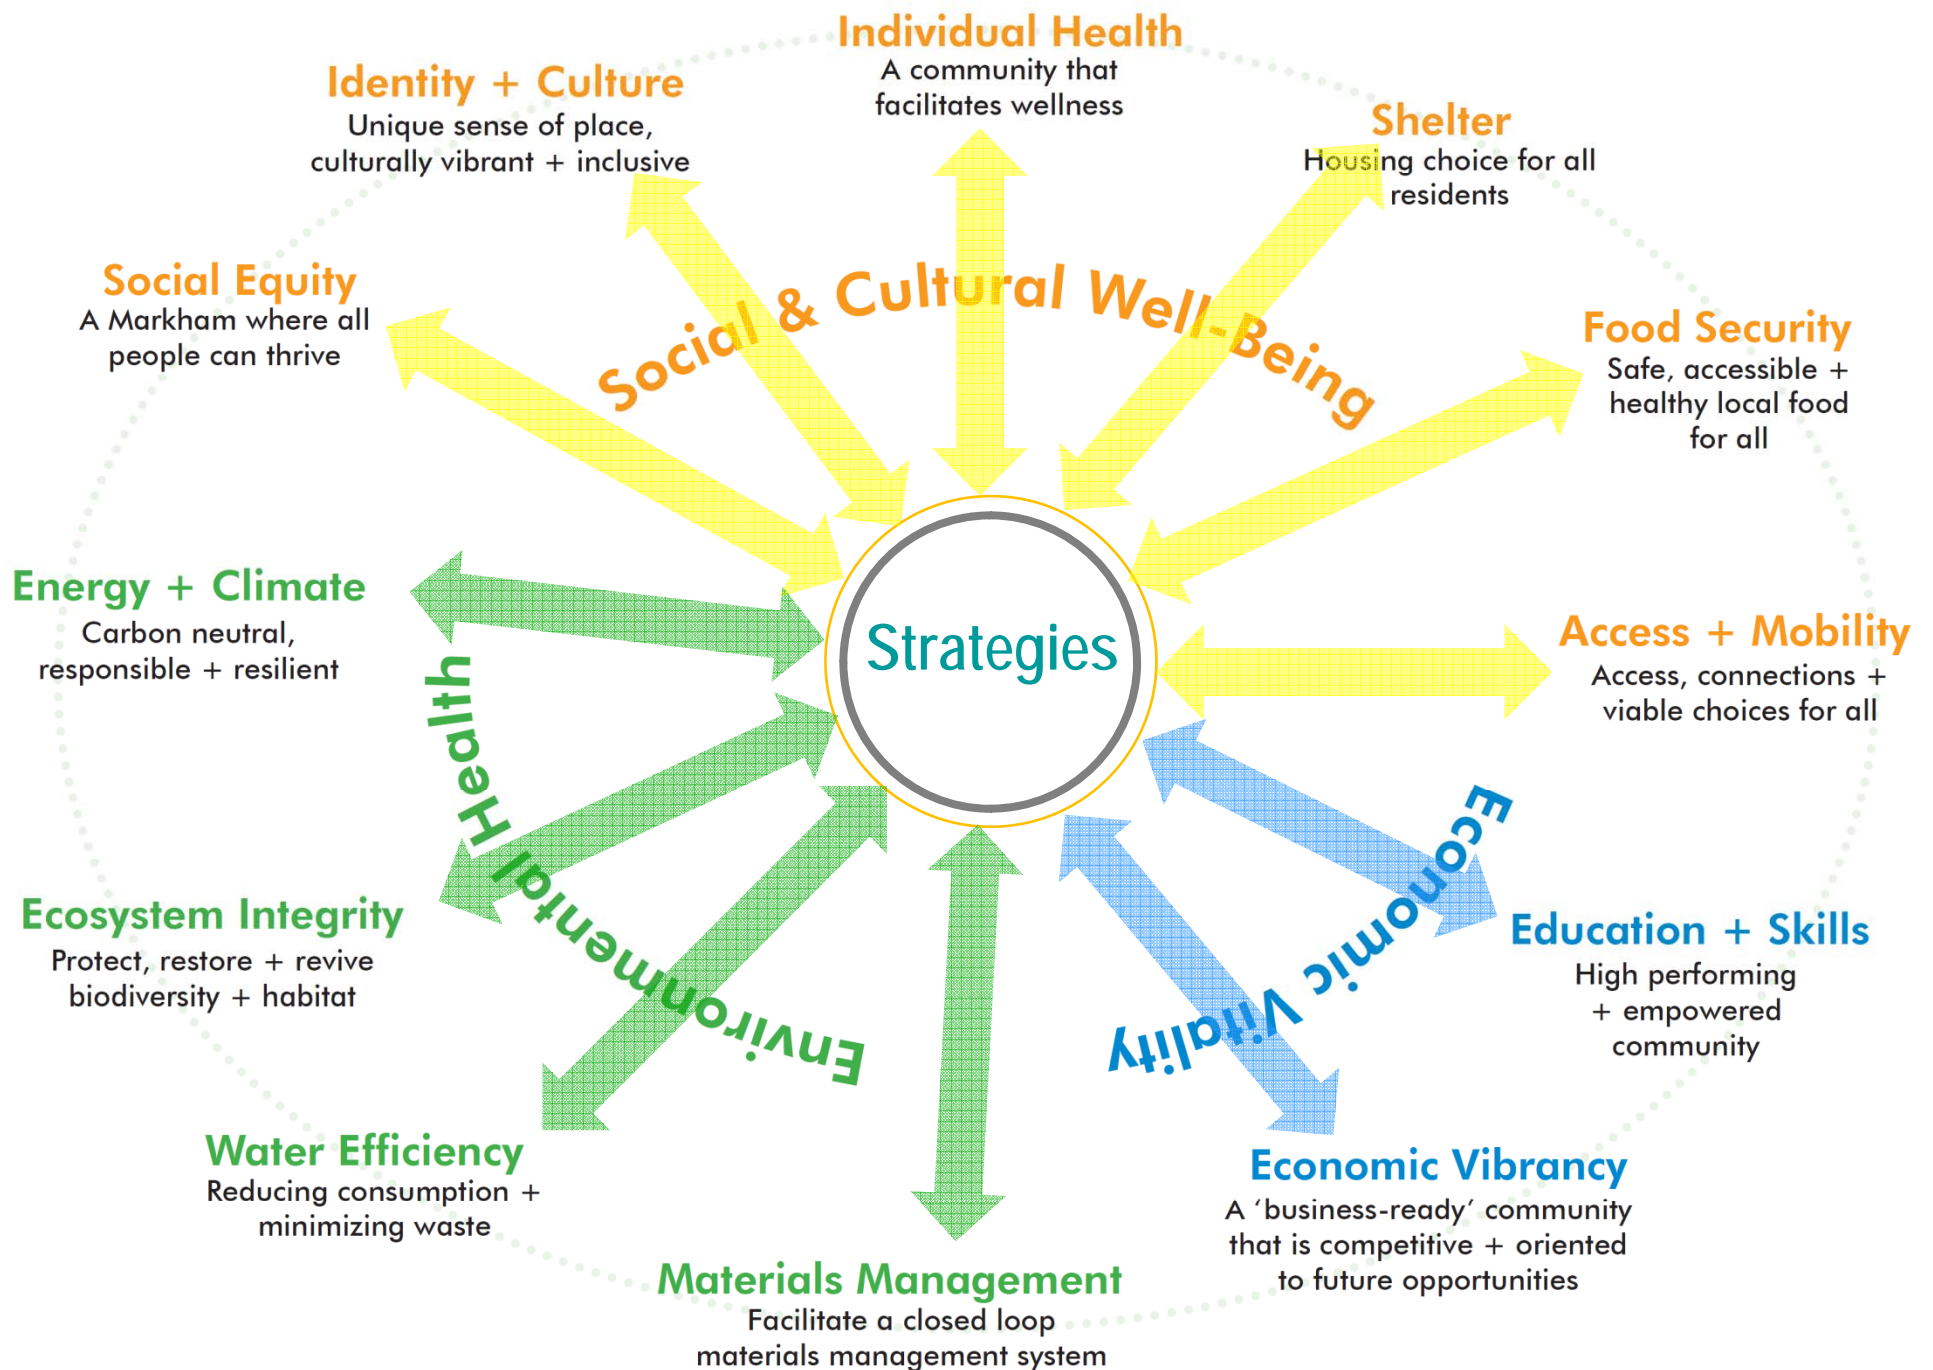 Individual Health
A community that
facilitates wellness
Identity + Culture
Unique sense of place,
culturally vibrant + inclusive
Shelter
Housing choice for all
residents
Social Equity
A Markham where all
people can thrive
Social & Cultural Well-Being
Food Security
Safe, accessible +
healthy local food
for all
Energy + Climate
Carbon neutral,
responsible + resilient
Strategies
Access + Mobility
Access, connections +
viable choices for all
Environmental Health
Economic Vitality
Ecosystem Integrity
Protect, restore + revive
biodiversity + habitat
Education + Skills
High performing
+ empowered
community
Water Efficiency
Reducing consumption +
minimizing waste
Economic Vibrancy
A ‘business-ready’ community
that is competitive + oriented
to future opportunities
Materials Management
Facilitate a closed loop
materials management system